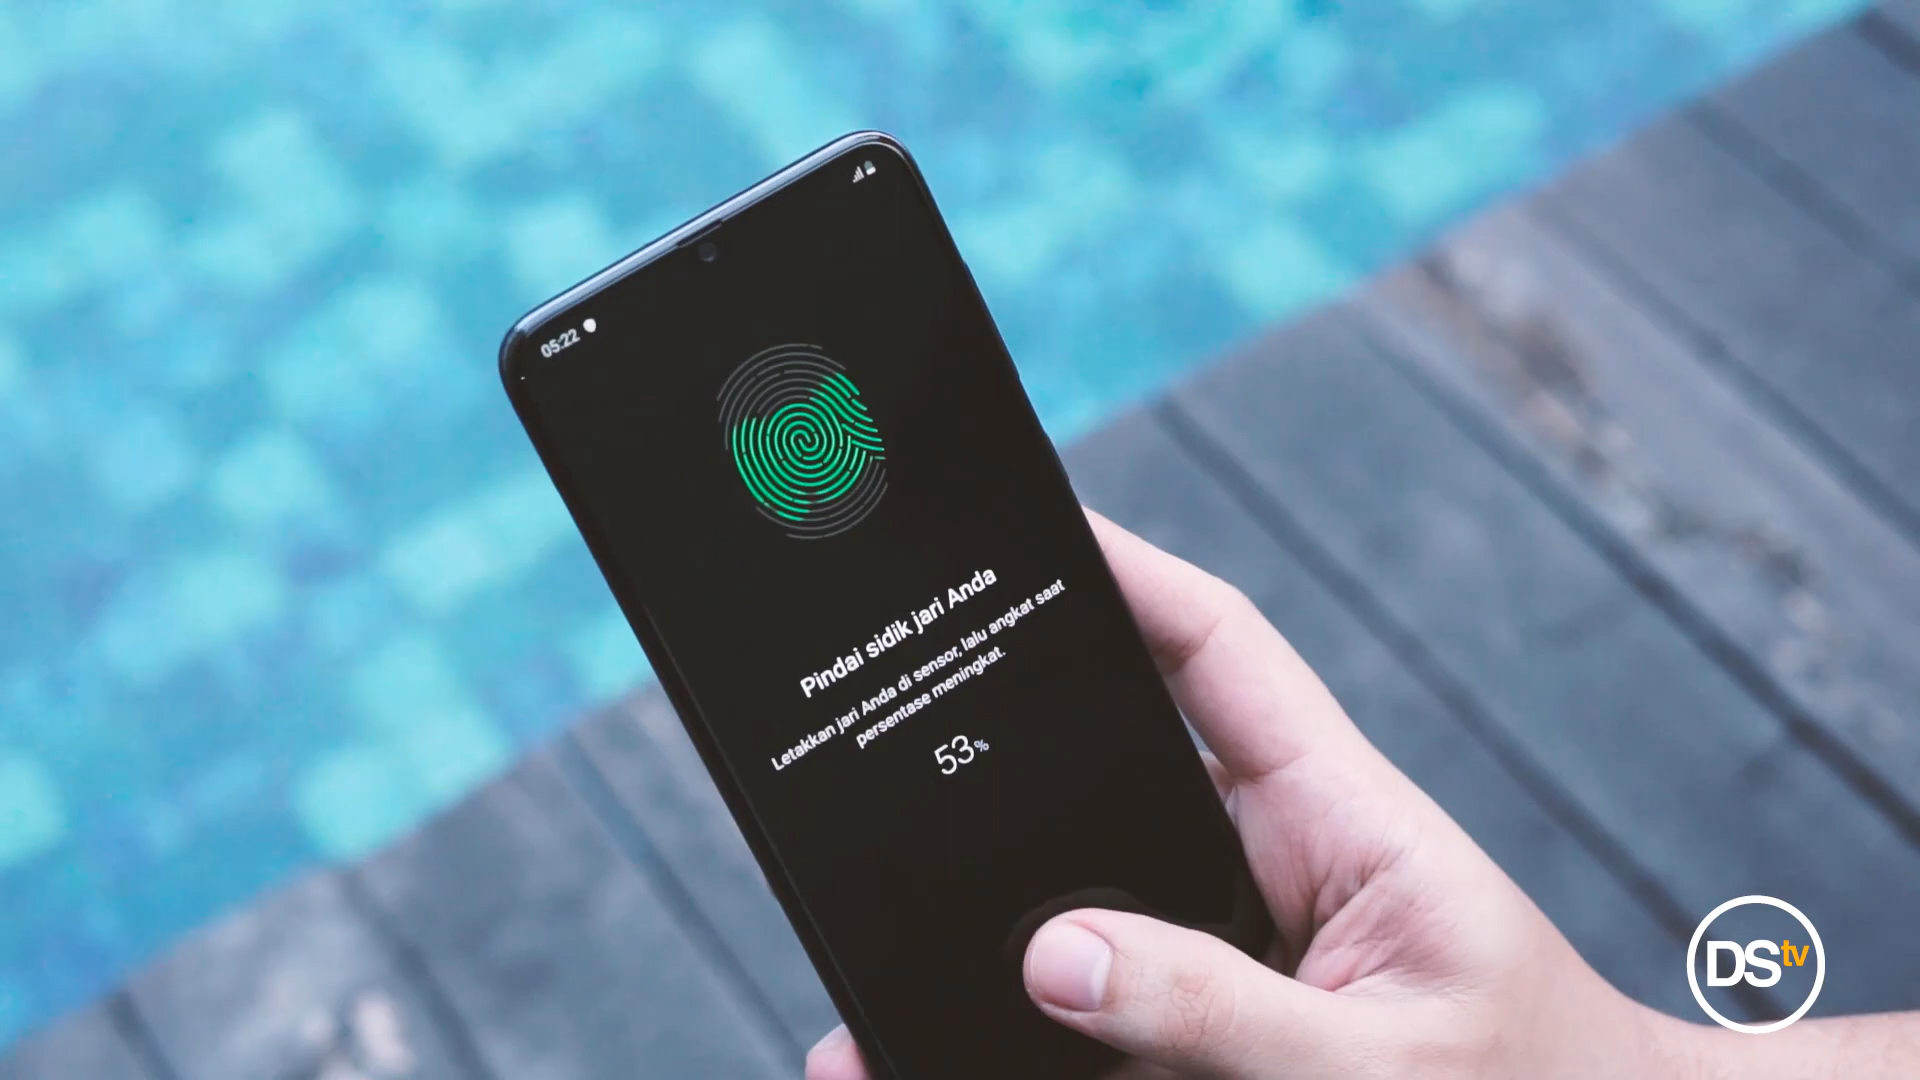 05:22
Pindai sidik jari Anda
Letakkan jari Anda di sensor, lalu angkat saat
persentase meningkat.
53%
DStv